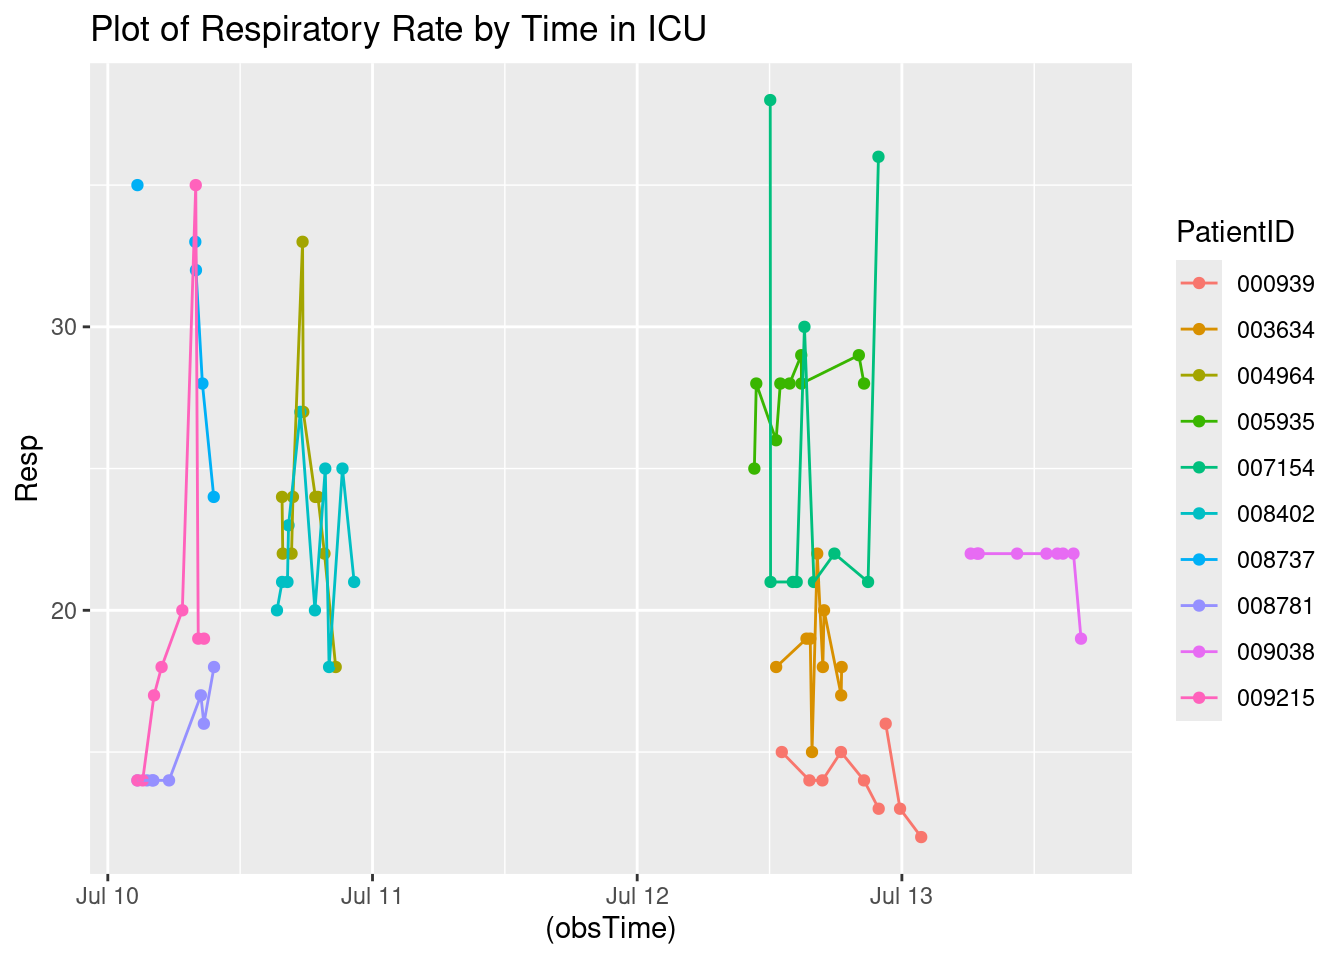 Plot of Respiratory Rate by Time in ICU
Resp
30
20
Jul 10
Jul 11
Jul 12
Jul 13
(obsTime)
PatientID
000939
003634
004964
005935
007154
008402
008737
008781
009038
009215